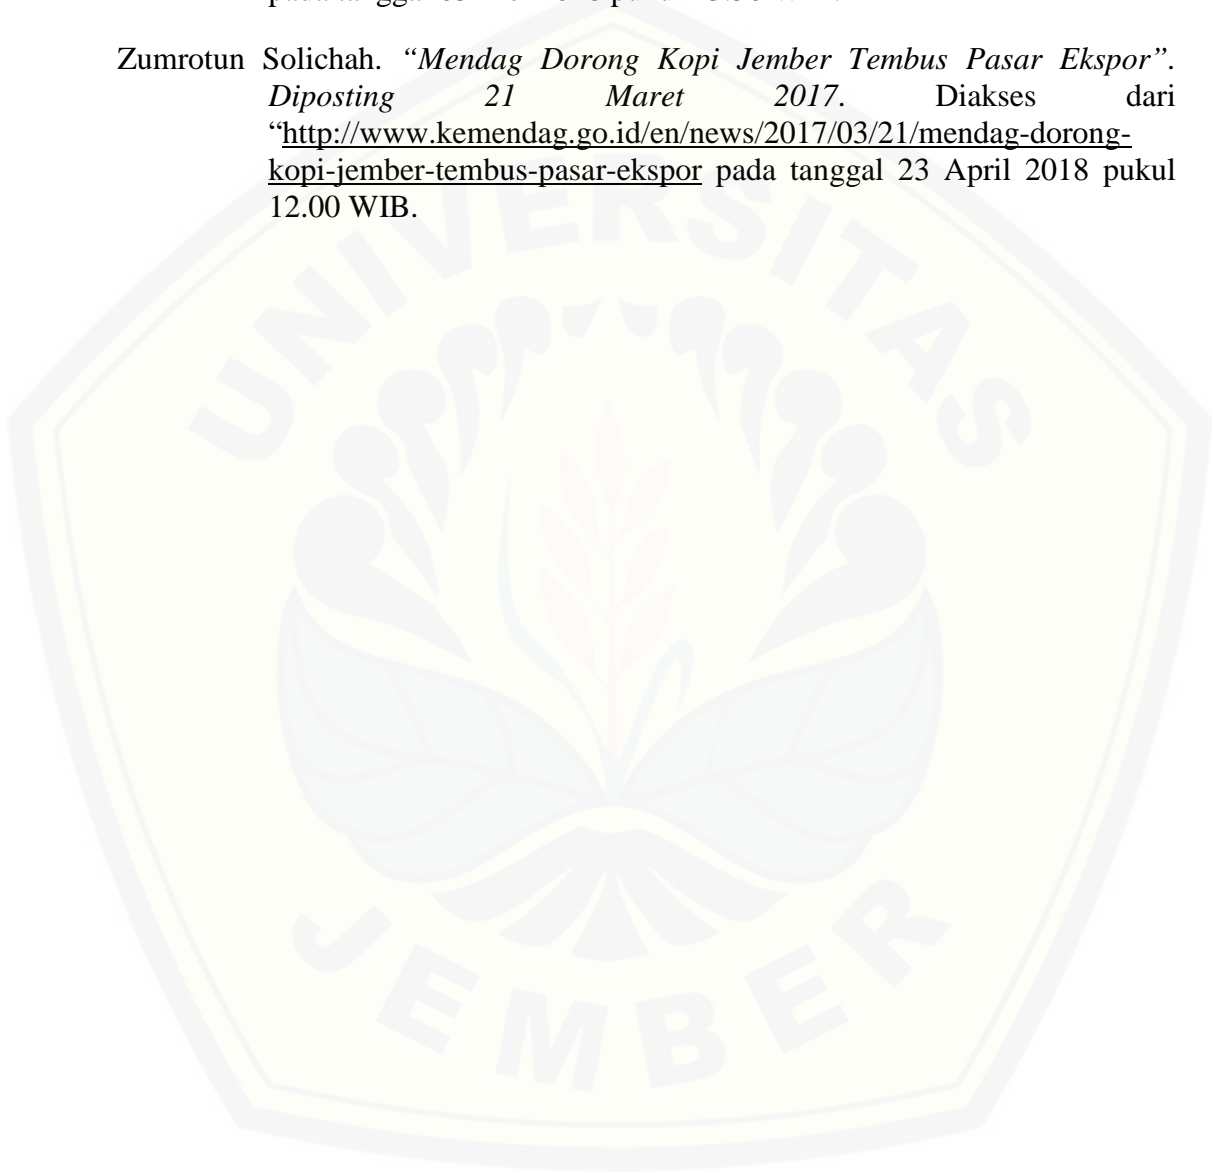 Zumrotun Solichah. “Mendag Dorong Kopi Jember Tembus Pasar Ekspor”.
Diposting 21 Maret 2017. Diakses dari
“http://www.kemendag.go.id/en/news/2017/03/21/mendag-dorong-
kopi-jember-tembus-pasar-ekspor pada tanggal 23 April 2018 pukul
12.00 WIB.
UNIVERSITAS
JEMBER